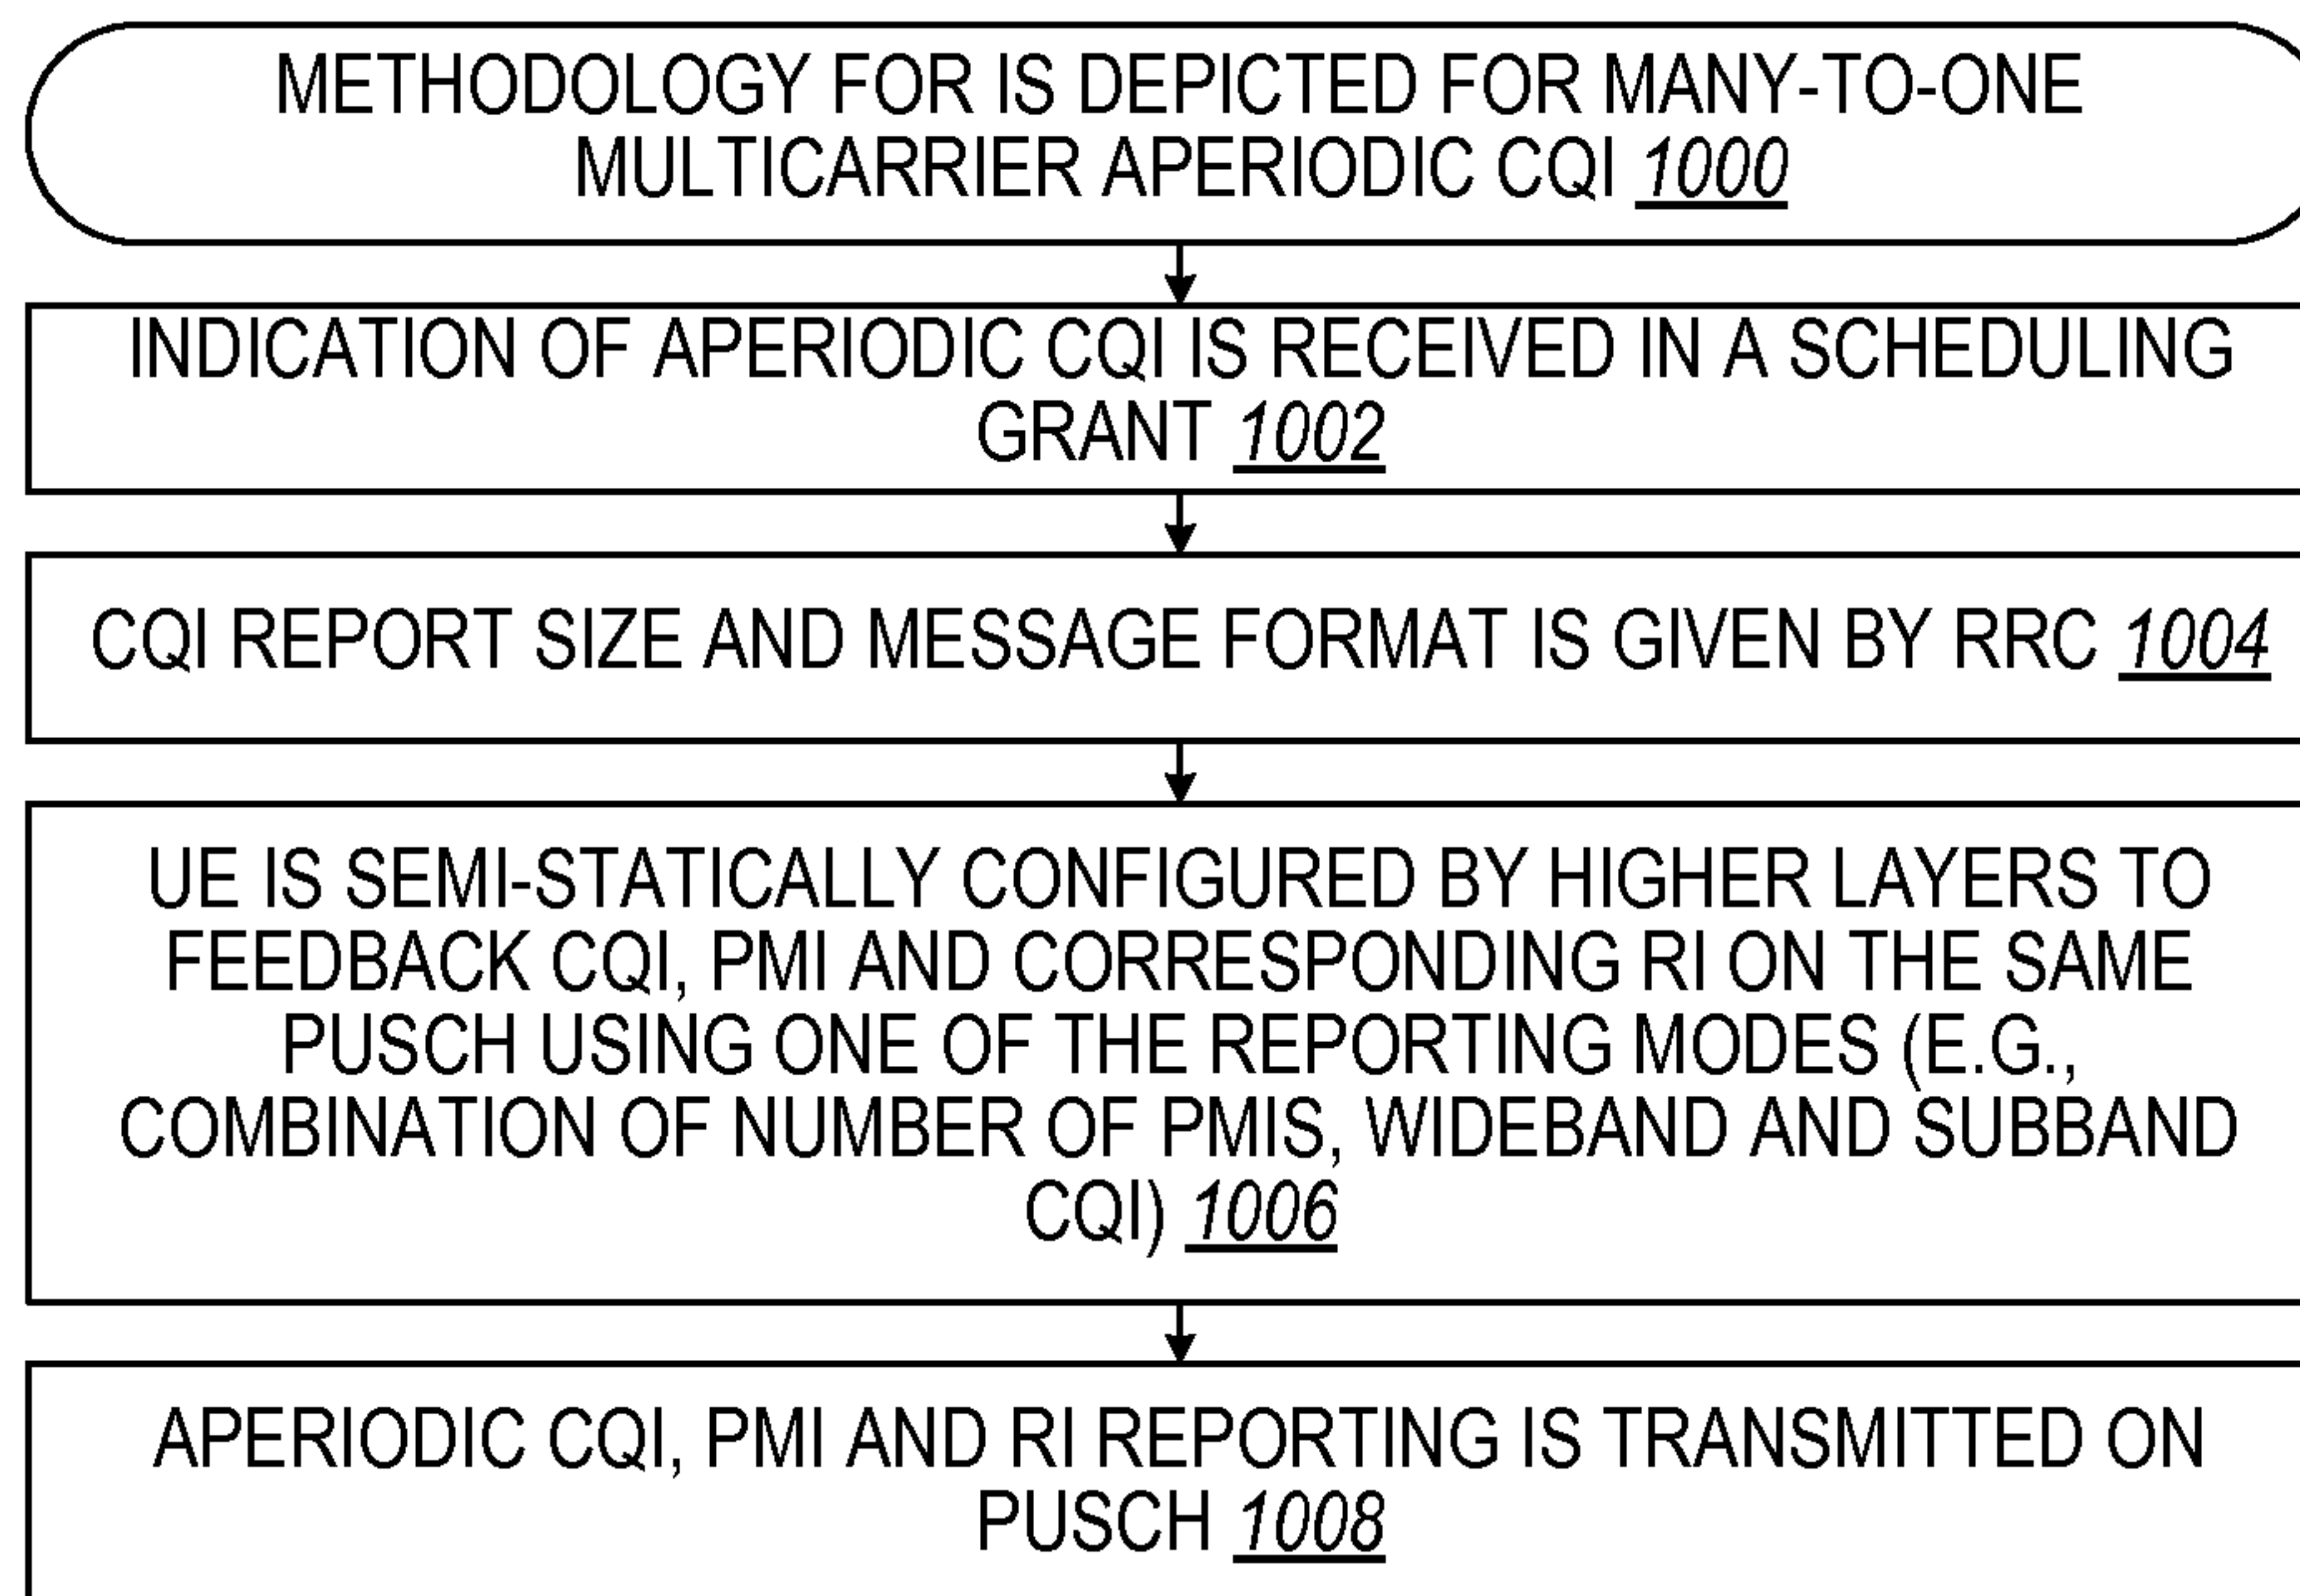 METHODOLOGY FOR IS DEPICTED FOR MANY-TO-ONE
MULTICARRIER APERIODIC CQI 1000
INDICATION OF APERIODIC CQI IS RECEIVED IN A SCHEDULING
GRANT 1002
CQI REPORT SIZE AND MESSAGE FORMAT IS GIVEN BY RRC 1004
UE IS SEMI-STATICALLY CONFIGURED BY HIGHER LAYERS TO
FEEDBACK CQI, PMI AND CORRESPONDING RI ON THE SAME
PUSCH USING ONE OF THE REPORTING MODES (E.G.,
COMBINATION OF NUMBER OF PMIS, WIDEBAND AND SUBBAND
CQI) 1006
APERIODIC CQI, PMI AND RI REPORTING IS TRANSMITTED ON
PUSCH 1008